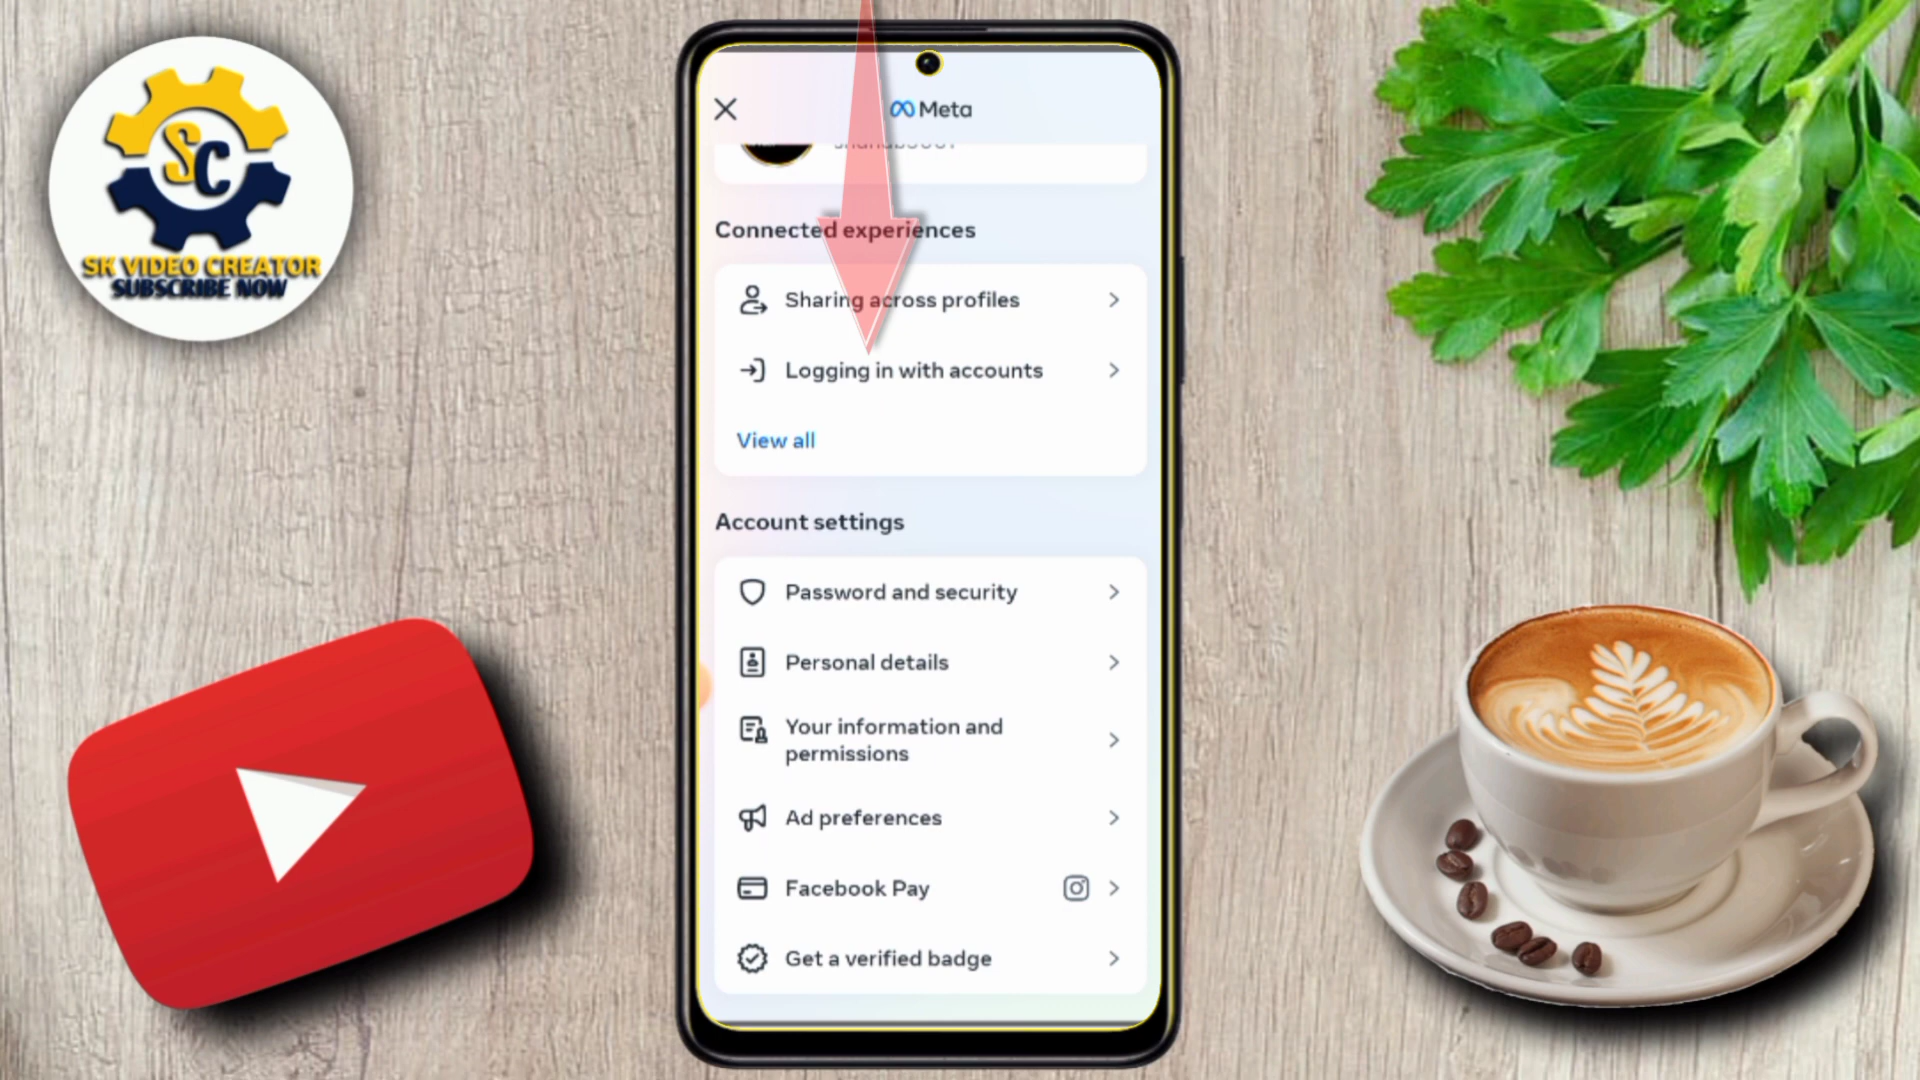 SC
SK VIDEO CREATOR
SUBSCRIBE NOW
Meta
Connected experiences
Sharing across profiles
Logging in with accounts
View all
Account settings
Password and security
Personal details
Your information and
permissions
Ad preferences
Facebook Pay
Get a verified badge